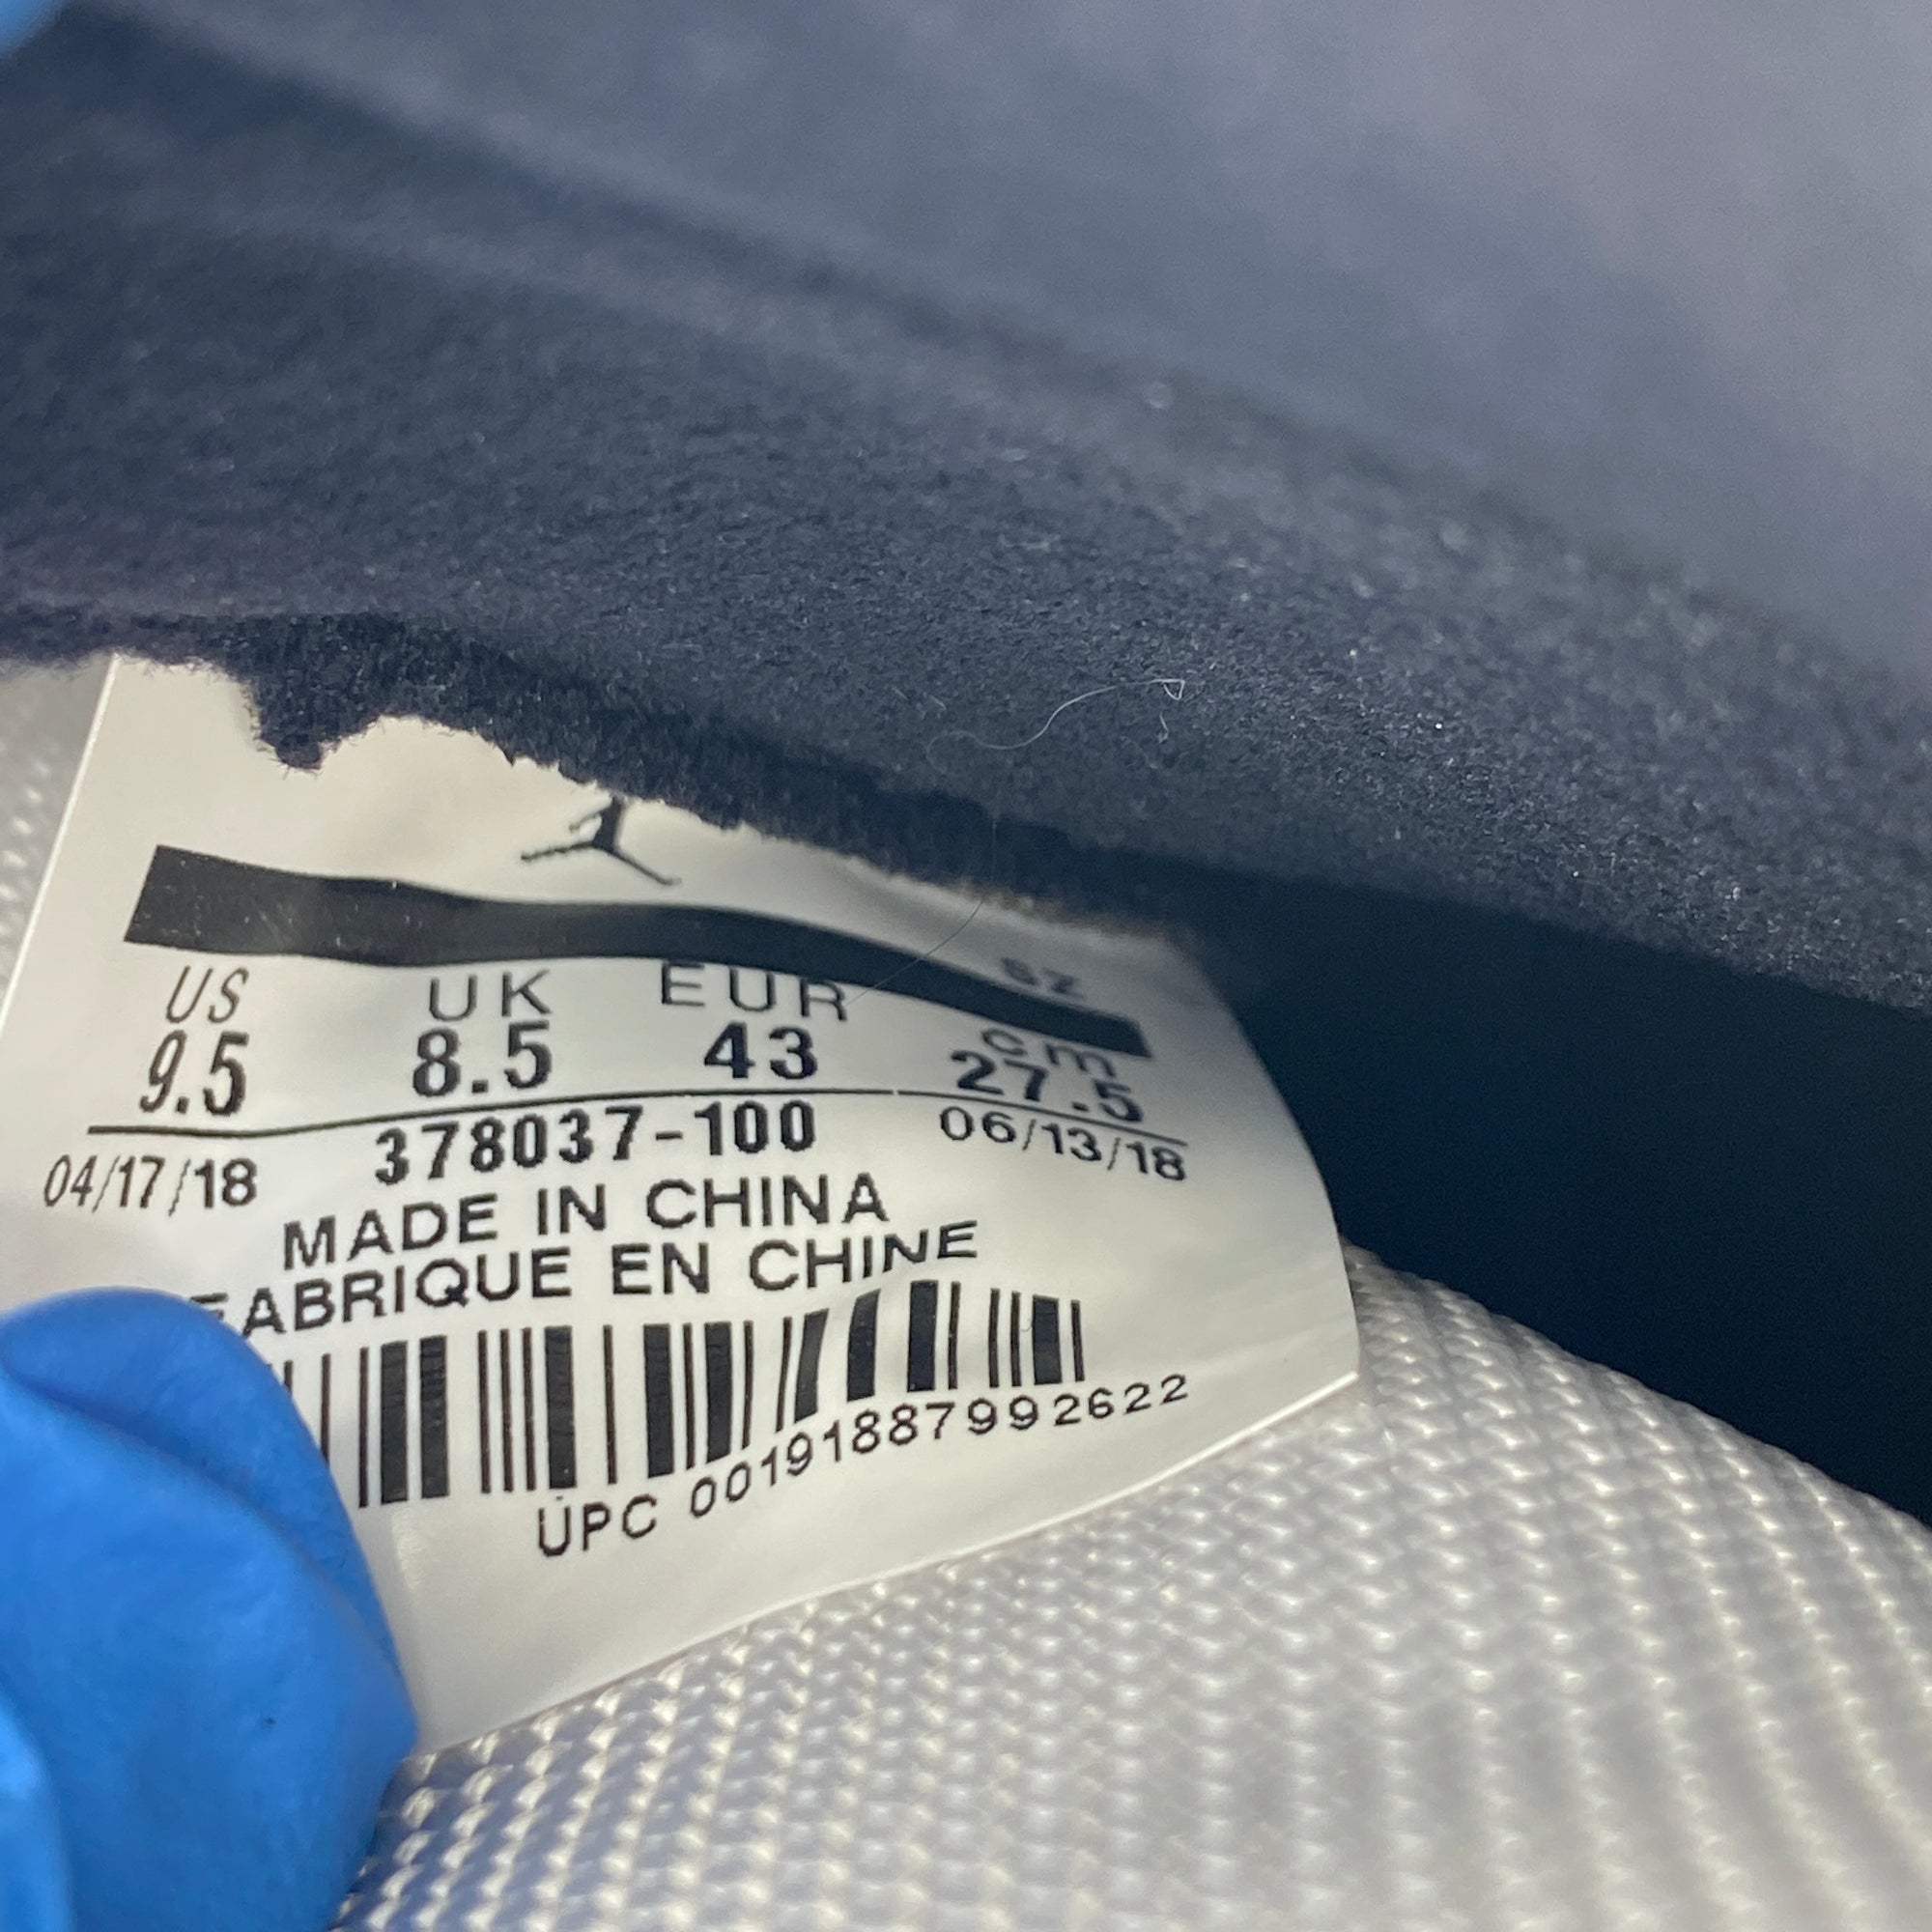 SZ
US UK EUR cm
9.5 8.5 43 27.5
04/17/18 378037-100 06/13/18
MADE IN CHINA
FABRIQUE EN CHINE
UPC 00191887992622